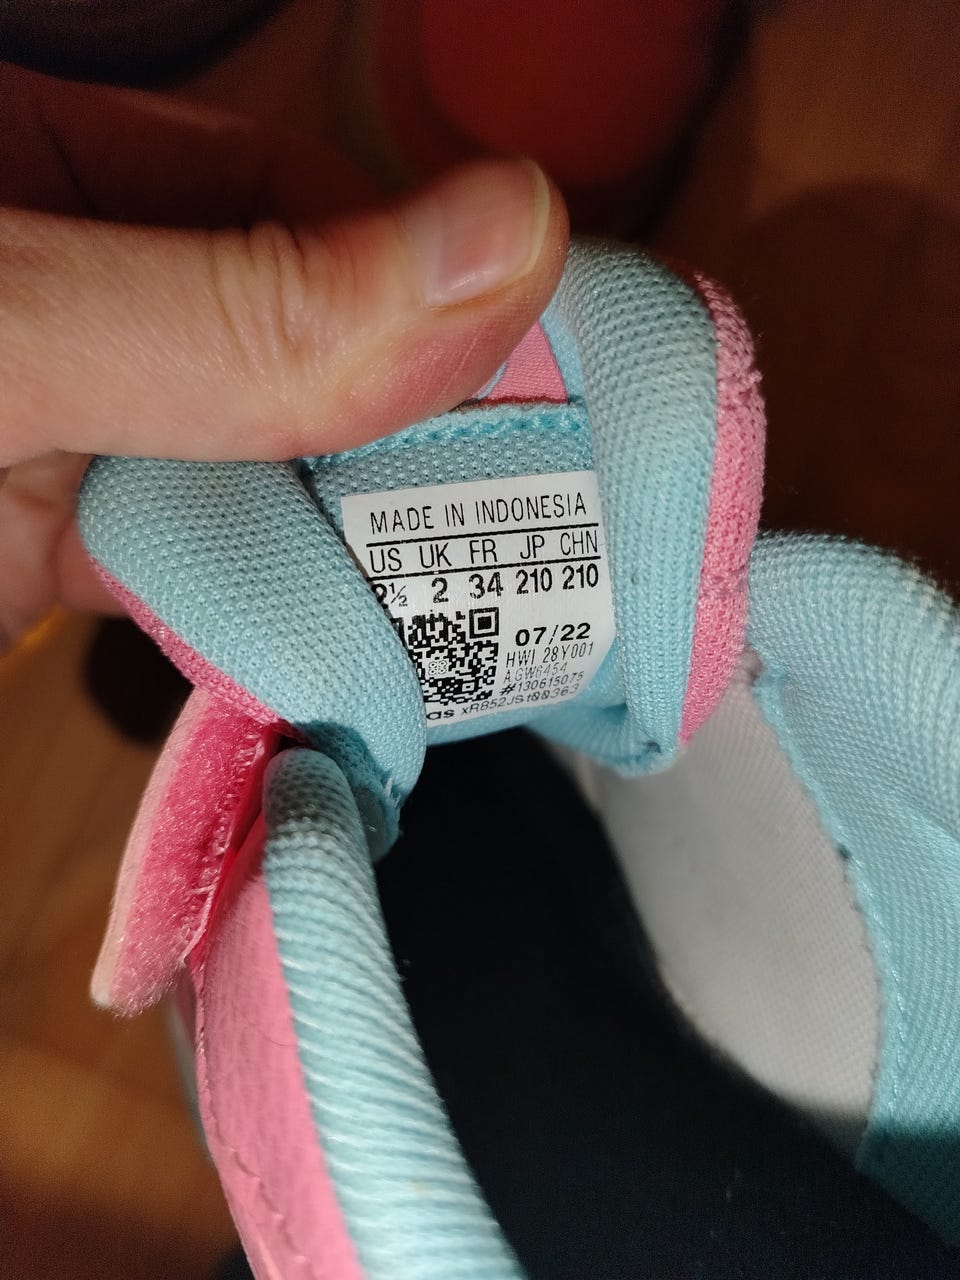 MADE IN INDONESIA
US UK FR JP CHN
2½ 2 34 210 210
07/22
HWI 28Y001
AGW6454
#130615075
xR852JS100363